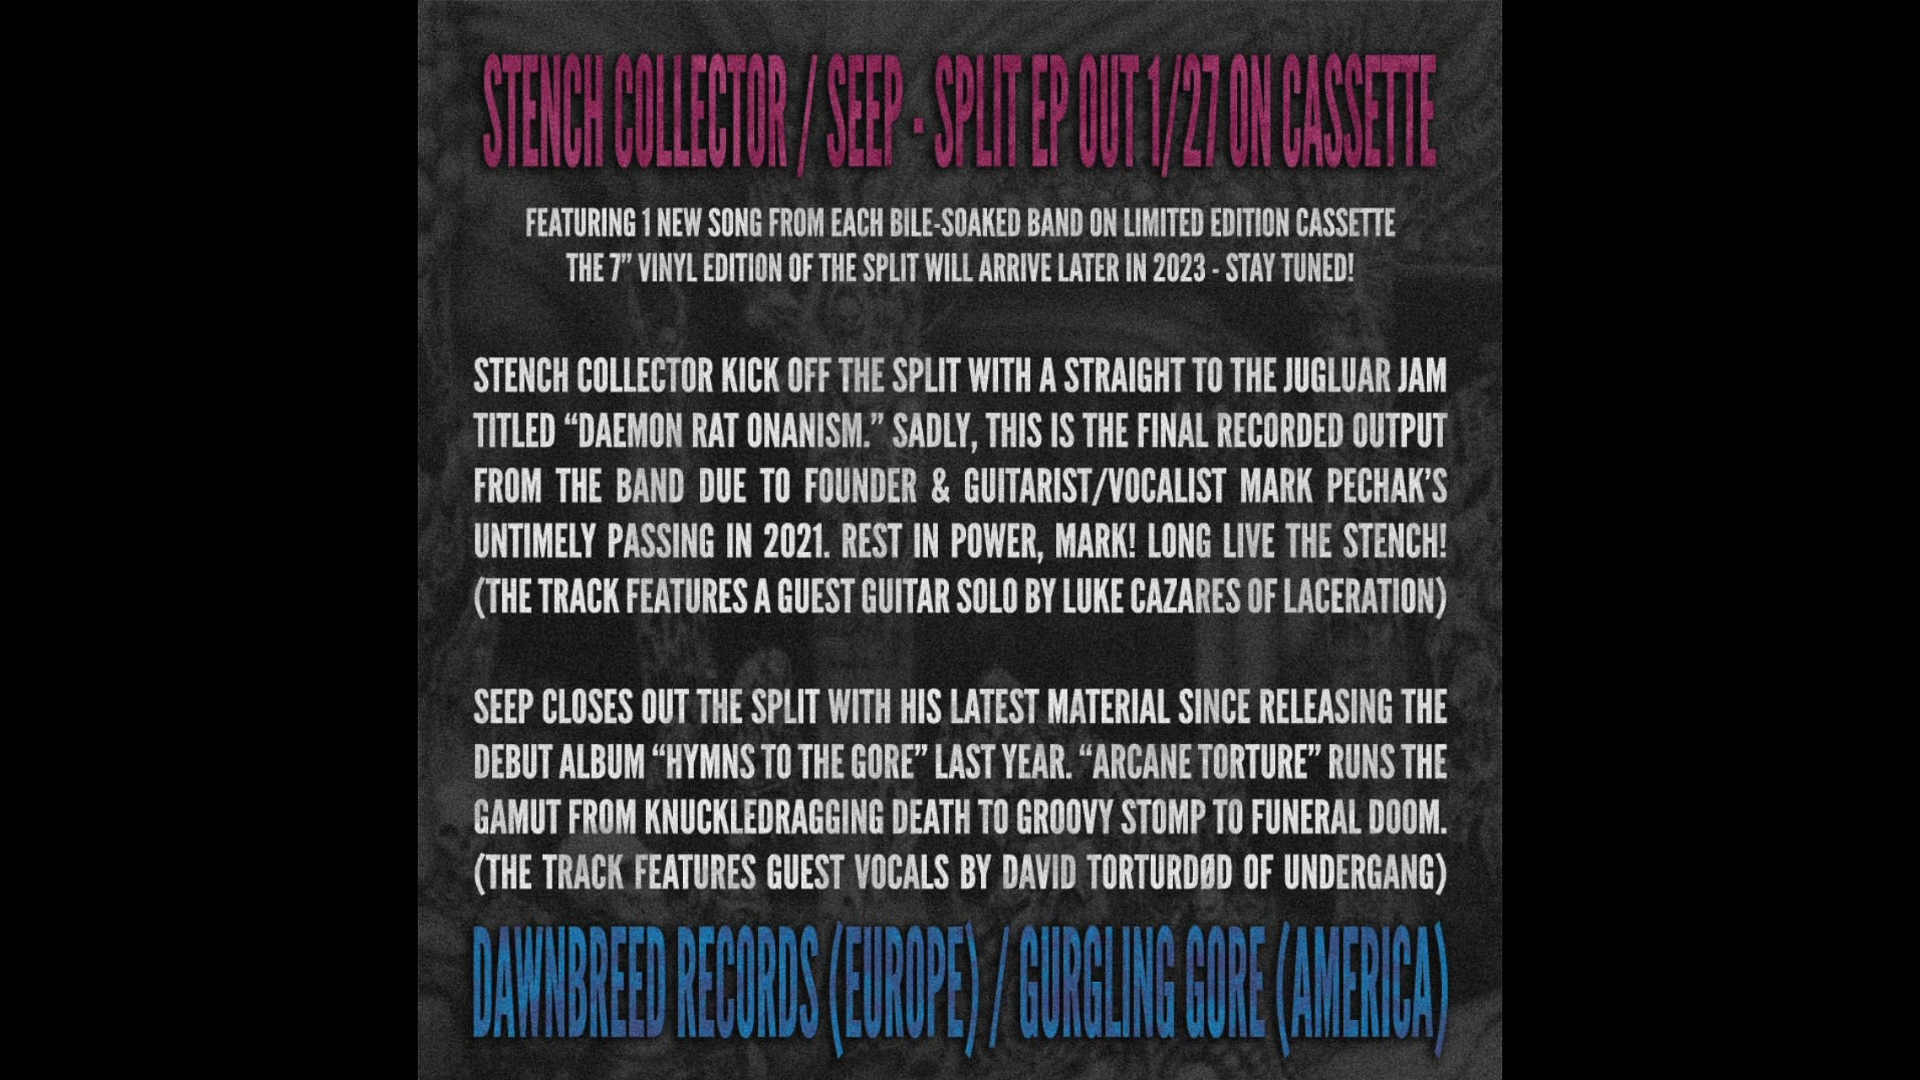 STENCH COLLECTOR / SEEP - SPLIT EP OUT 1/27 ON CASSETTE
FEATURING 1 NEW SONG FROM EACH BILE-SOAKED BAND ON LIMITED EDITION CASSETTE
THE 7” VINYL EDITION OF THE SPLIT WILL ARRIVE LATER IN 2023 - STAY TUNED!
STENCH COLLECTOR KICK OFF THE SPLIT WITH A STRAIGHT TO THE JUGLUAR JAM
TITLED “DAEMON RAT ONANISM.” SADLY, THIS IS THE FINAL RECORDED OUTPUT
FROM THE BAND DUE TO FOUNDER & GUITARIST/VOCALIST MARK PECHAK’S
UNTIMELY PASSING IN 2021. REST IN POWER, MARK! LONG LIVE THE STENCH!
(THE TRACK FEATURES A GUEST GUITAR SOLO BY LUKE CAZARES OF LACERATION)
SEEP CLOSES OUT THE SPLIT WITH HIS LATEST MATERIAL SINCE RELEASING THE
DEBUT ALBUM “HYMNS TO THE GORE” LAST YEAR. “ARCANE TORTURE” RUNS THE
GAMUT FROM KNUCKLEDRAGGING DEATH TO GROOVY STOMP TO FUNERAL DOOM.
(THE TRACK FEATURES GUEST VOCALS BY DAVID TORTURDØD OF UNDERGANG)
DAWNBREED RECORDS (EUROPE) / GURGLING GORE (AMERICA)